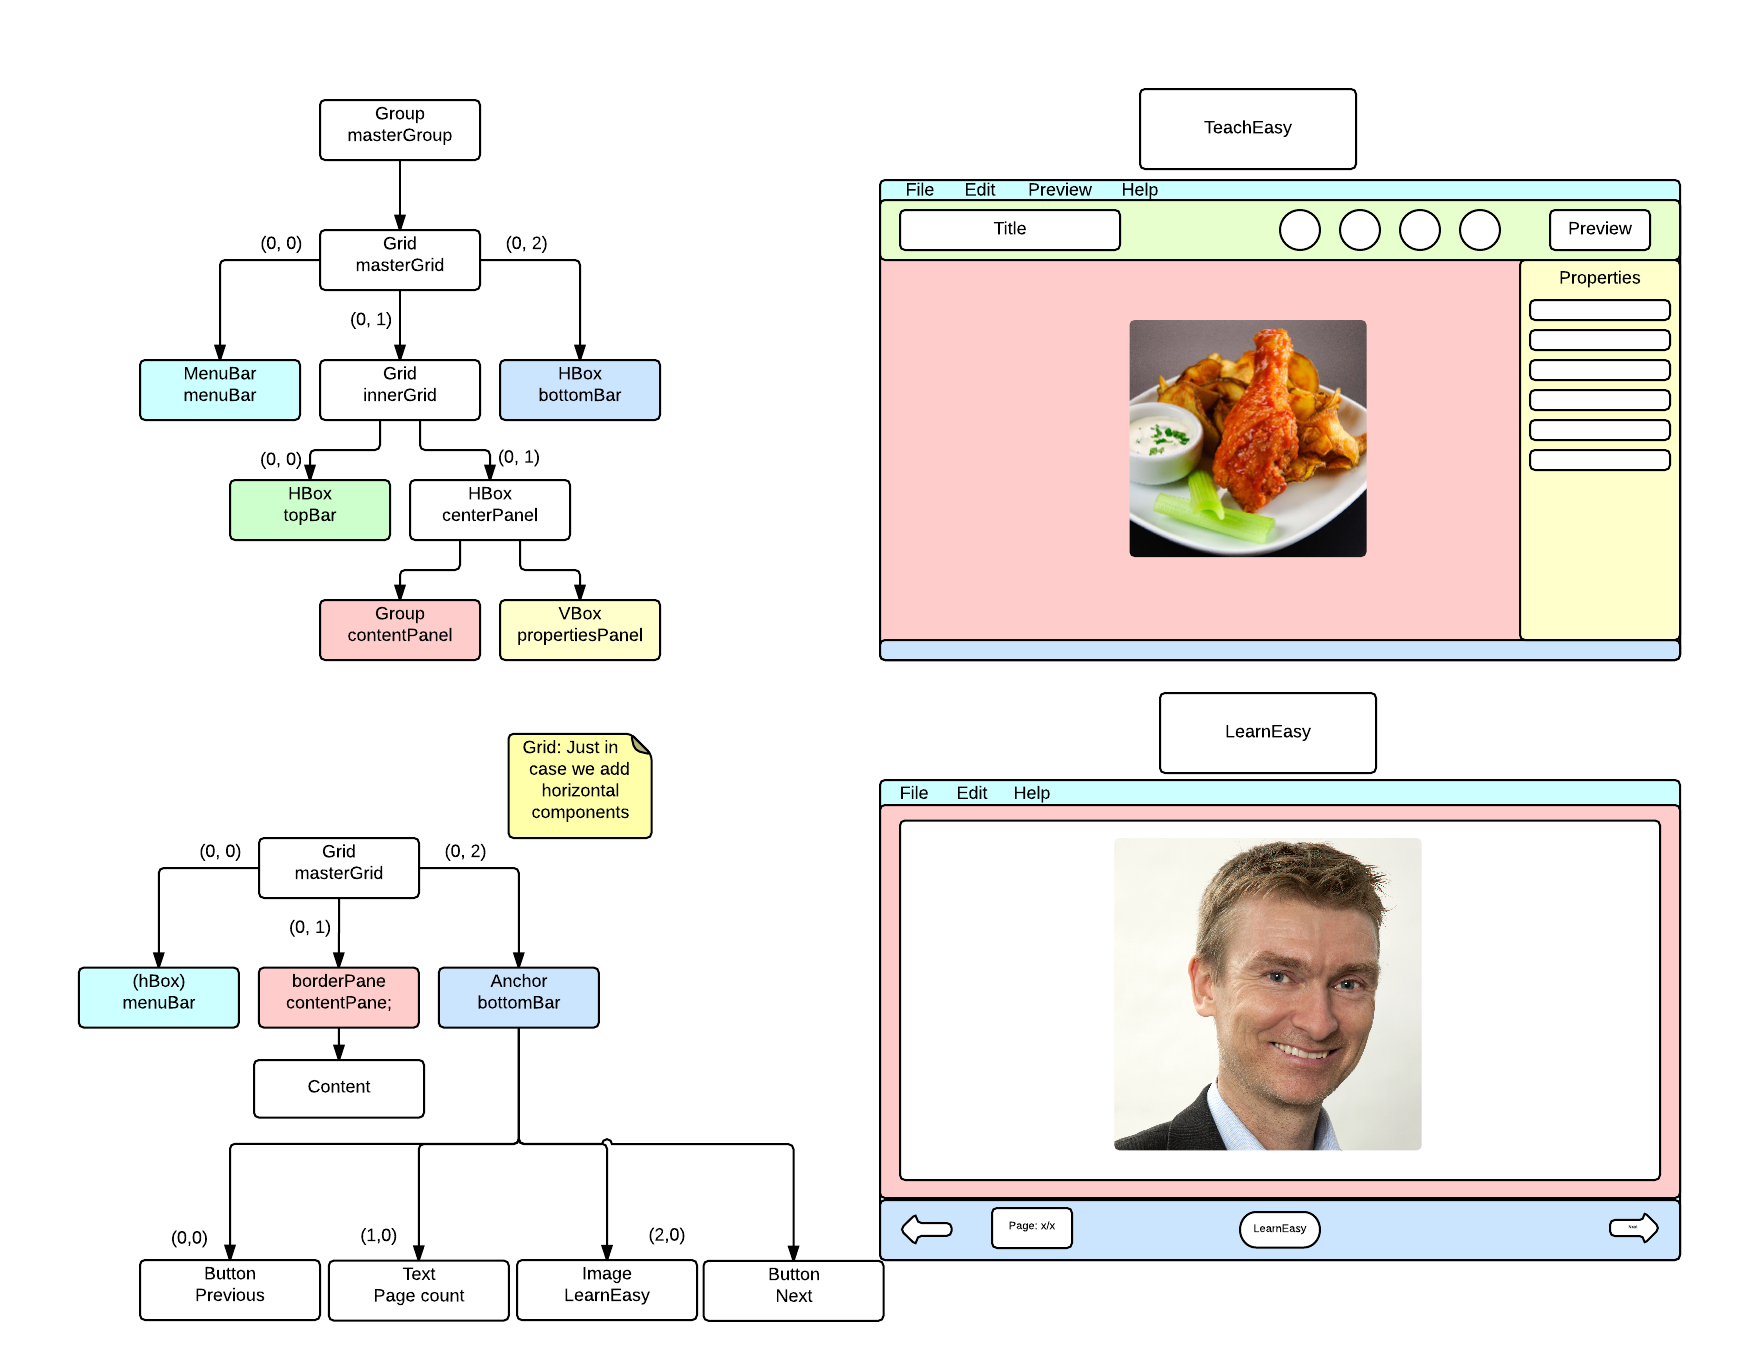 Group
masterGroup
(0, 0)
Grid
masterGrid
(0, 2)
(0, 1)
MenuBar
menuBar
Grid
innerGrid
HBox
bottomBar
(0, 0)
(0, 1)
HBox
topBar
HBox
centerPanel
Group
contentPanel
VBox
propertiesPanel
TeachEasy
File Edit Preview Help
Title
Preview
Properties
Grid: Just in
case we add
horizontal
components
(0, 0)
Grid
masterGrid
(0, 2)
(0, 1)
(hBox)
menuBar
borderPane
contentPane;
Anchor
bottomBar
Content
(0,0)
(1,0)
(2,0)
Button
Previous
Text
Page count
Image
LearnEasy
Button
Next
LearnEasy
File Edit Help
Page: x/x
LearnEasy